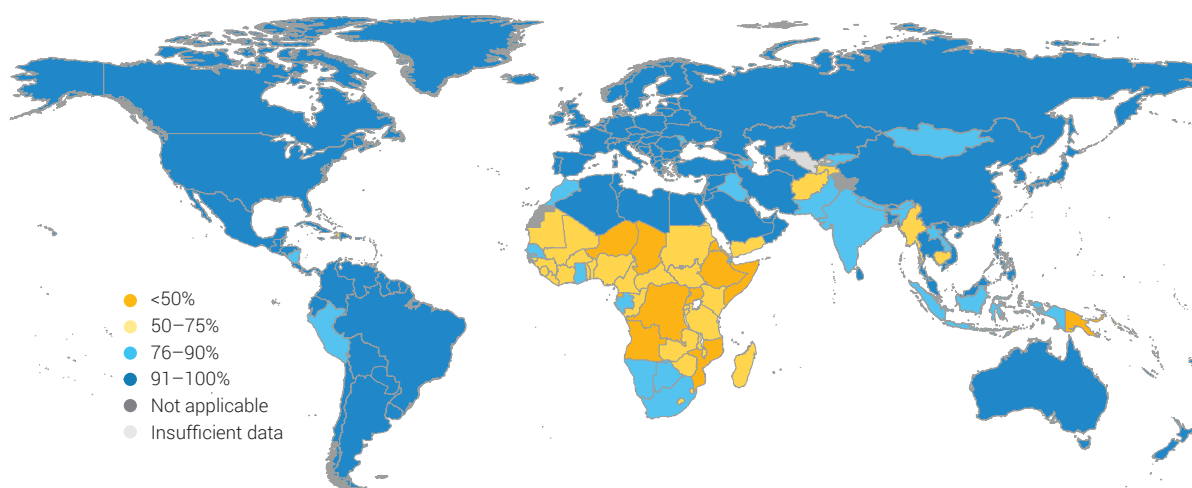 <50%
50–75%
76–90%
91–100%
Not applicable
Insufficient data